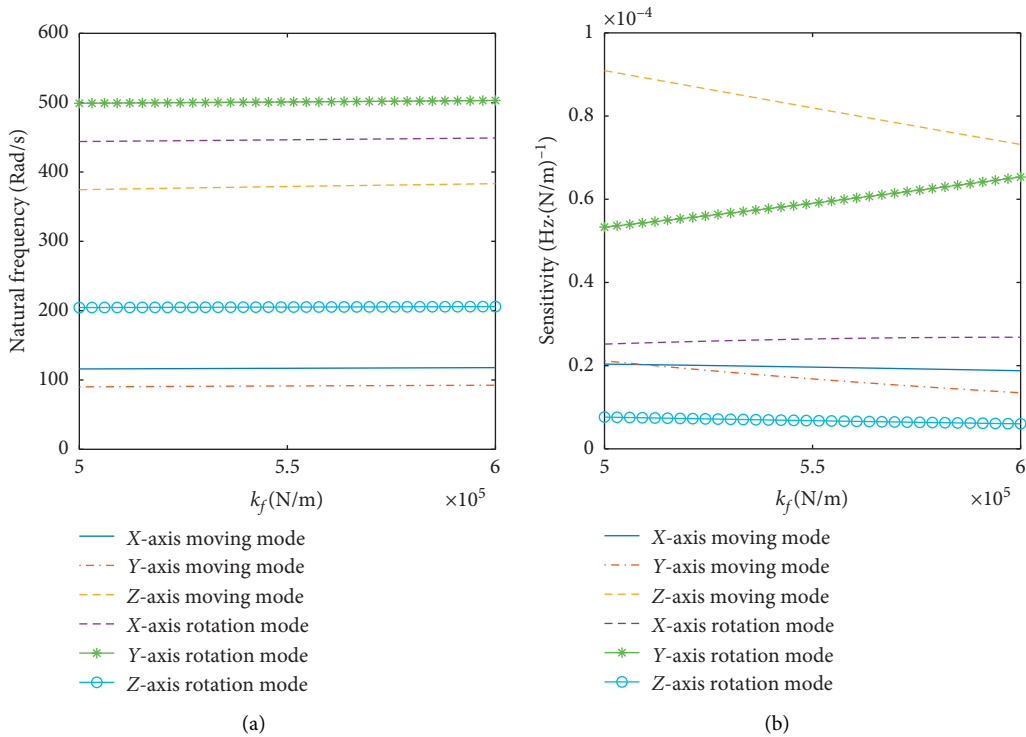 600
500
400
300
200
100
0
Natural frequency (Rad/s)
5
5.5
6
k_f(N/m)
×10^5
X-axis moving mode
Y-axis moving mode
Z-axis moving mode
X-axis rotation mode
Y-axis rotation mode
Z-axis rotation mode
(a)
×10^−4
1
0.8
0.6
0.4
0.2
0
Sensitivity (Hz·(N/m)^−1)
5
5.5
6
k_f(N/m)
×10^5
X-axis moving mode
Y-axis moving mode
Z-axis moving mode
X-axis rotation mode
Y-axis rotation mode
Z-axis rotation mode
(b)